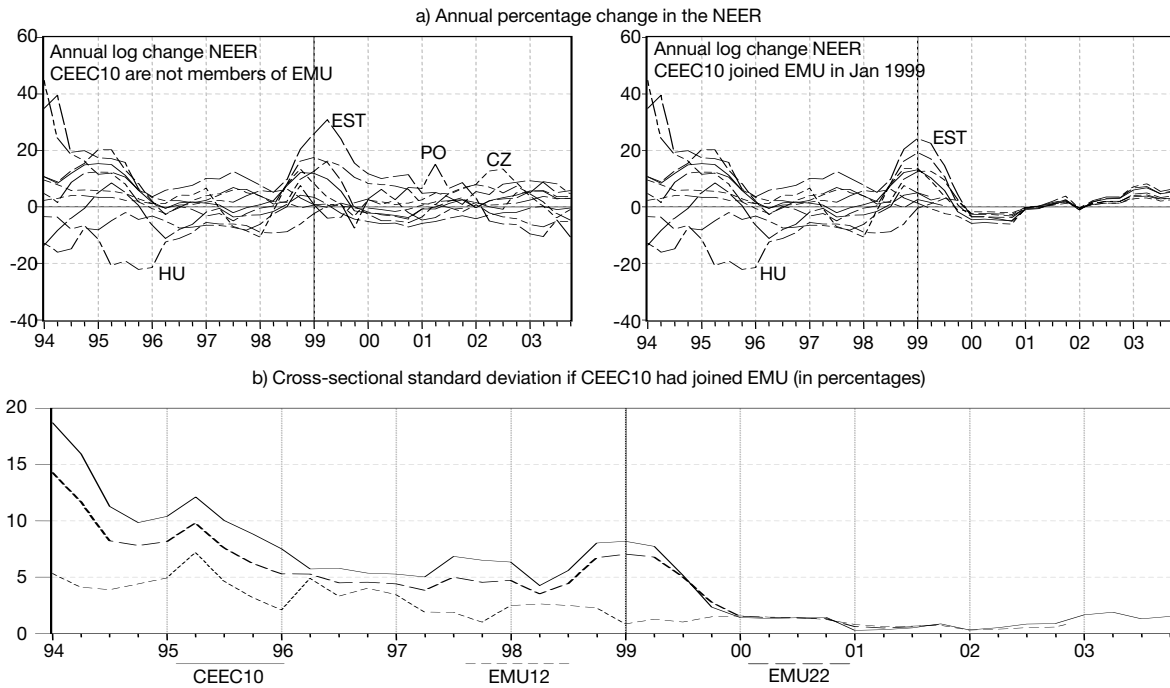 a) Annual percentage change in the NEER
60
40
20
0
-20
-40
Annual log change NEER
CEEC10 are not members of EMU
EST
PO
CZ
HU
94 95 96 97 98 99 00 01 02 03
60
40
20
0
-20
-40
Annual log change NEER
CEEC10 joined EMU in Jan 1999
EST
HU
94 95 96 97 98 99 00 01 02 03
b) Cross-sectional standard deviation if CEEC10 had joined EMU (in percentages)
20
15
10
5
0
94 95 96 97 98 99 00 01 02 03
CEEC10 EMU12 EMU22